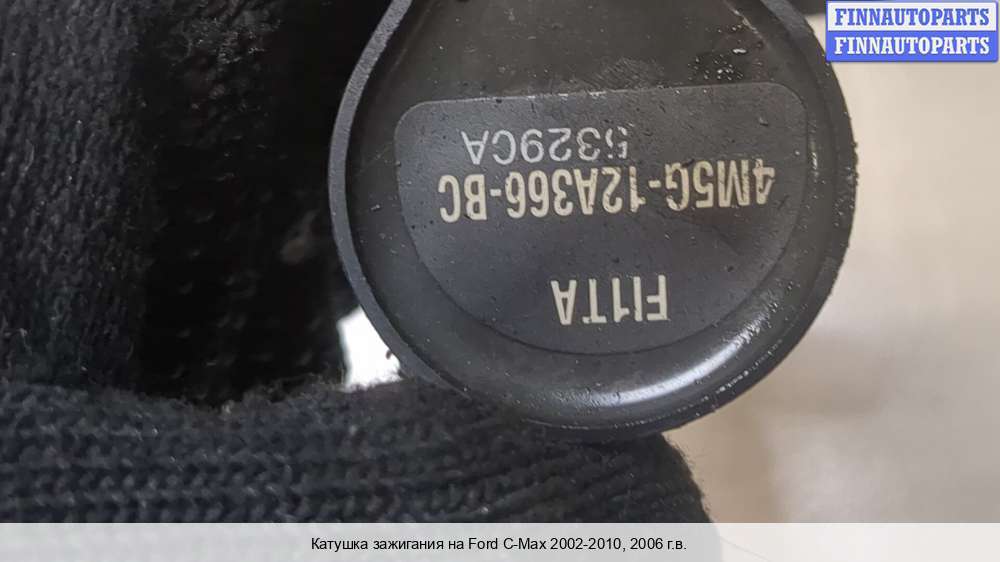 FINNAUTOPARTS
FINNAUTOPARTS
FI1TA
4M5G-12A366-BC
5329CA
Катушка зажигания на Ford C-Max 2002-2010, 2006 г.в.